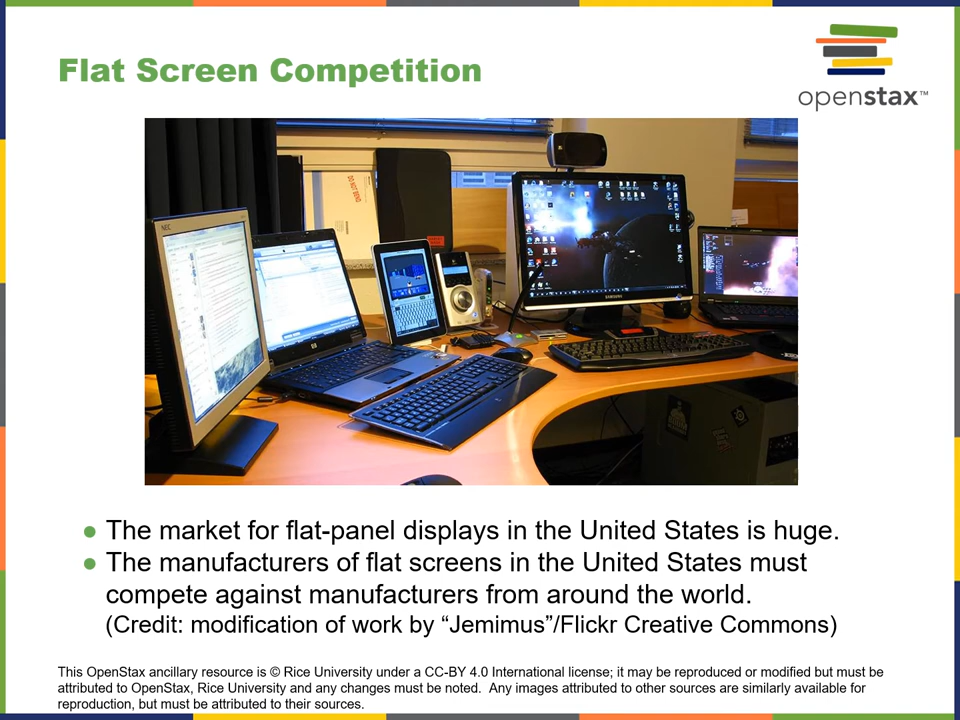 Flat Screen Competition
openstax™
DO NOT BEND
NEC
hp
SAMSUNG
● The market for flat-panel displays in the United States is huge.
● The manufacturers of flat screens in the United States must
compete against manufacturers from around the world.
(Credit: modification of work by “Jemimus”/Flickr Creative Commons)
This OpenStax ancillary resource is © Rice University under a CC-BY 4.0 International license; it may be reproduced or modified but must be
attributed to OpenStax, Rice University and any changes must be noted.  Any images attributed to other sources are similarly available for
reproduction, but must be attributed to their sources.